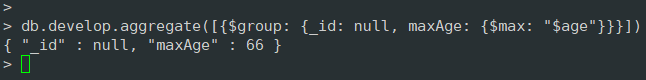 >
> db.develop.aggregate([{$group: {_id: null, maxAge: {$max: "$age"}}}])
{ "_id" : null, "maxAge" : 66 }
>